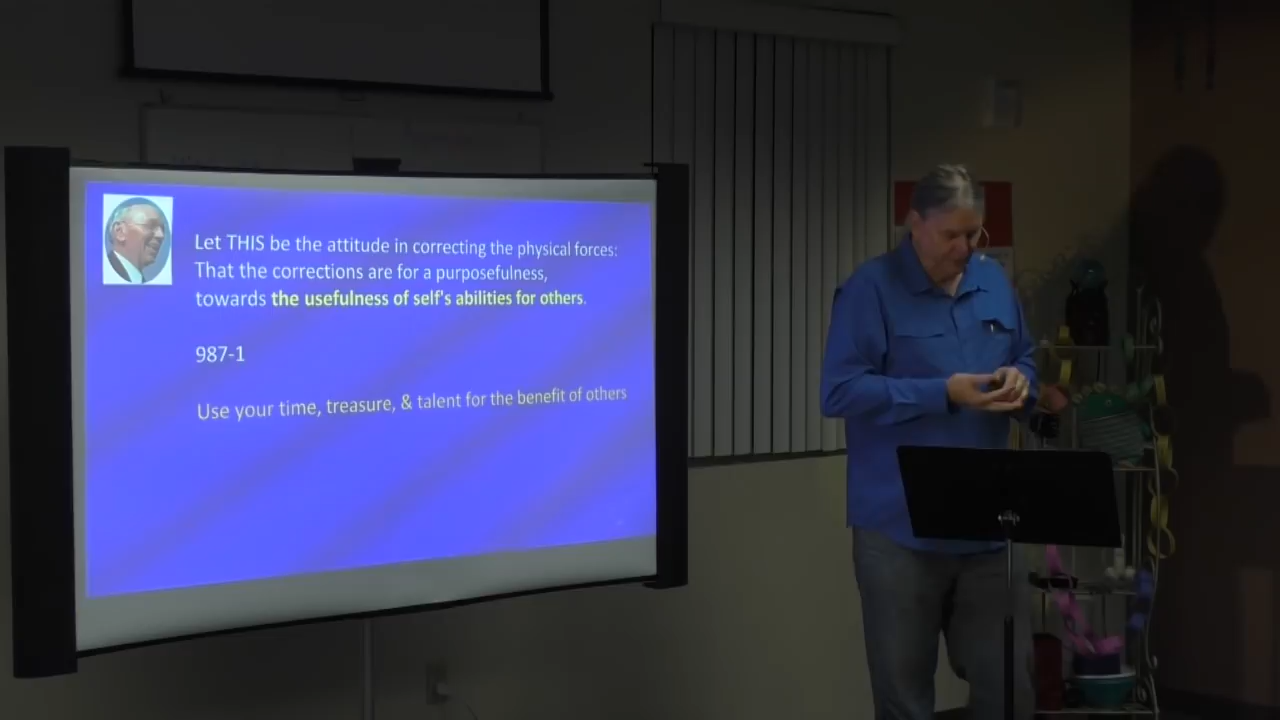 Let THIS be the attitude in correcting the physical forces:
That the corrections are for a purposefulness,
towards the usefulness of self's abilities for others.
987-1
Use your time, treasure, & talent for the benefit of others